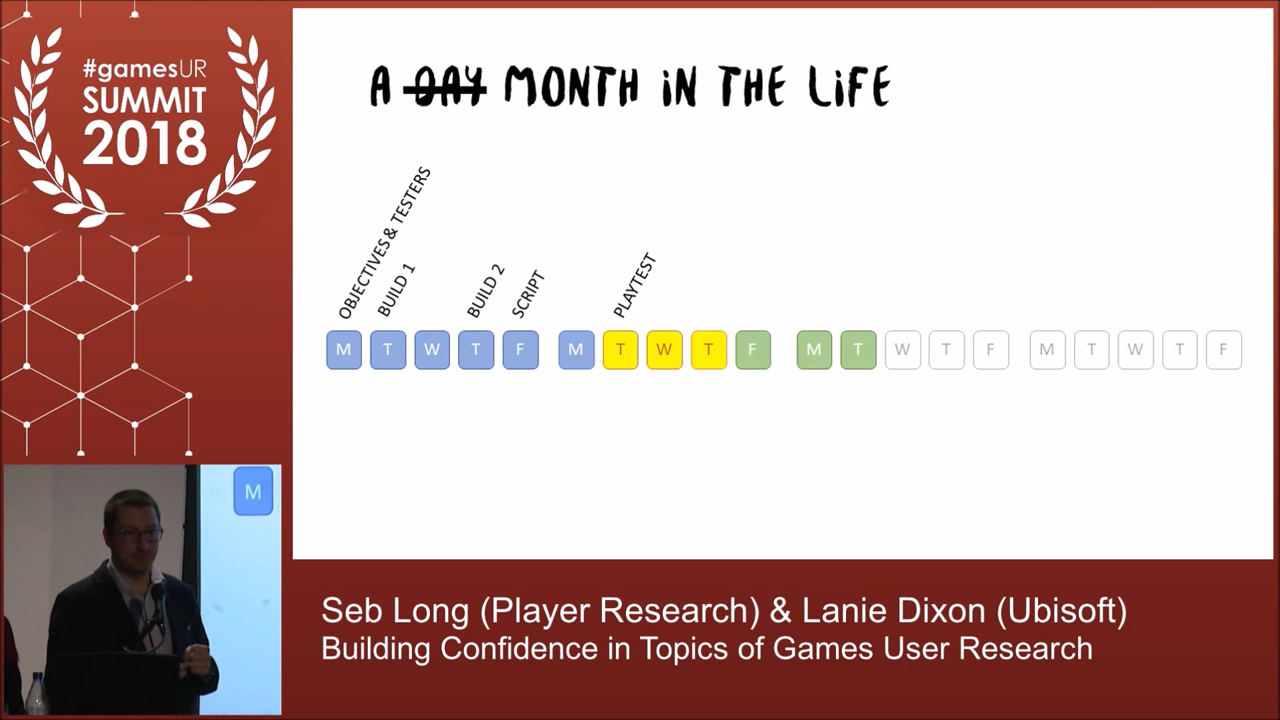 #gamesUR
SUMMIT
2018
A DAY MONTH IN THE LIFE
OBJECTIVES & TESTERS
BUILD 1
BUILD 2
SCRIPT
PLAYTEST
M T W T F M T W T F M T W T F M T W T F
M
Seb Long (Player Research) & Lanie Dixon (Ubisoft)
Building Confidence in Topics of Games User Research